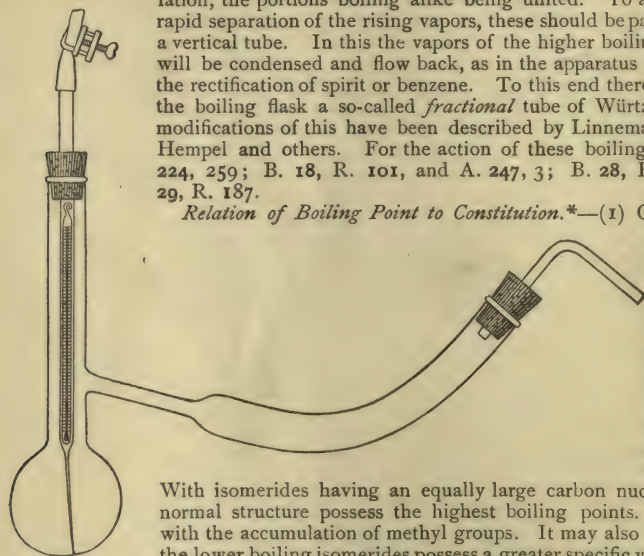 lation, the portions boiling alike being united. To a
rapid separation of the rising vapors, these should be pa
a vertical tube. In this the vapors of the higher boilin
will be condensed and flow back, as in the apparatus
the rectification of spirit or benzene. To this end there
the boiling flask a so-called fractional tube of Würtz
modifications of this have been described by Linnema
Hempel and others. For the action of these boiling
224, 259; B. 18, R. 101, and A. 247, 3; B. 28, R
29, R. 187.
Relation of Boiling Point to Constitution.*—(1) G
With isomerides having an equally large carbon nuc
normal structure possess the highest boiling points.
with the accumulation of methyl groups. It may also
the lower boiling isomerides possess a greater specific